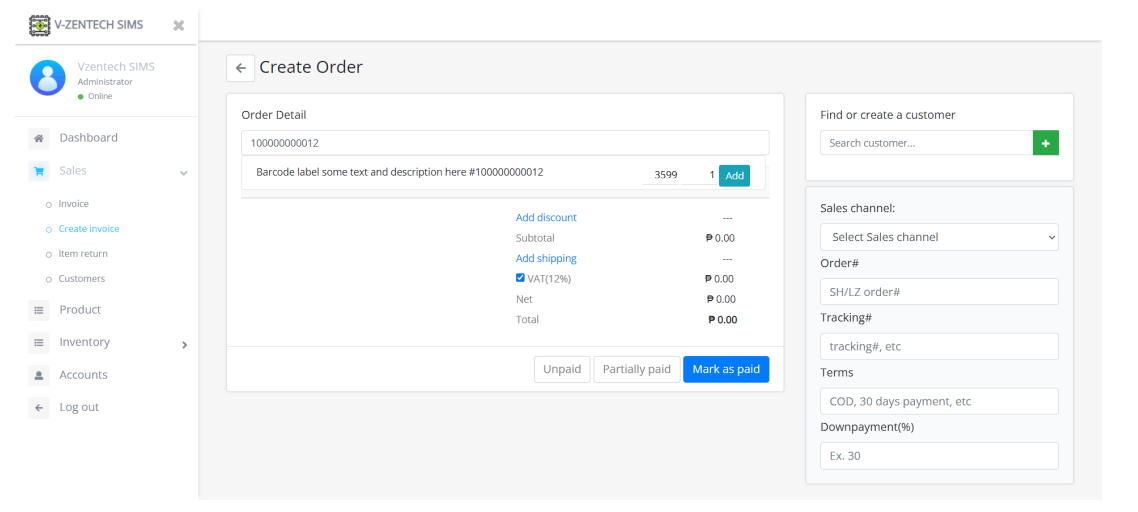 V-ZENTECH SIMS
Vzentech SIMS
Administrator
Online
Dashboard
Sales
Invoice
Create invoice
Item return
Customers
Product
Inventory
Accounts
Log out
Create Order
Order Detail
100000000012
Barcode label some text and description here #100000000012 3599 1 Add
Add discount ---
Subtotal ₱ 0.00
Add shipping ---
VAT(12%) ₱ 0.00
Net ₱ 0.00
Total ₱ 0.00
Unpaid Partially paid Mark as paid
Find or create a customer
Search customer...
Sales channel:
Select Sales channel
Order#
SH/LZ order#
Tracking#
tracking#, etc
Terms
COD, 30 days payment, etc
Downpayment(%)
Ex. 30